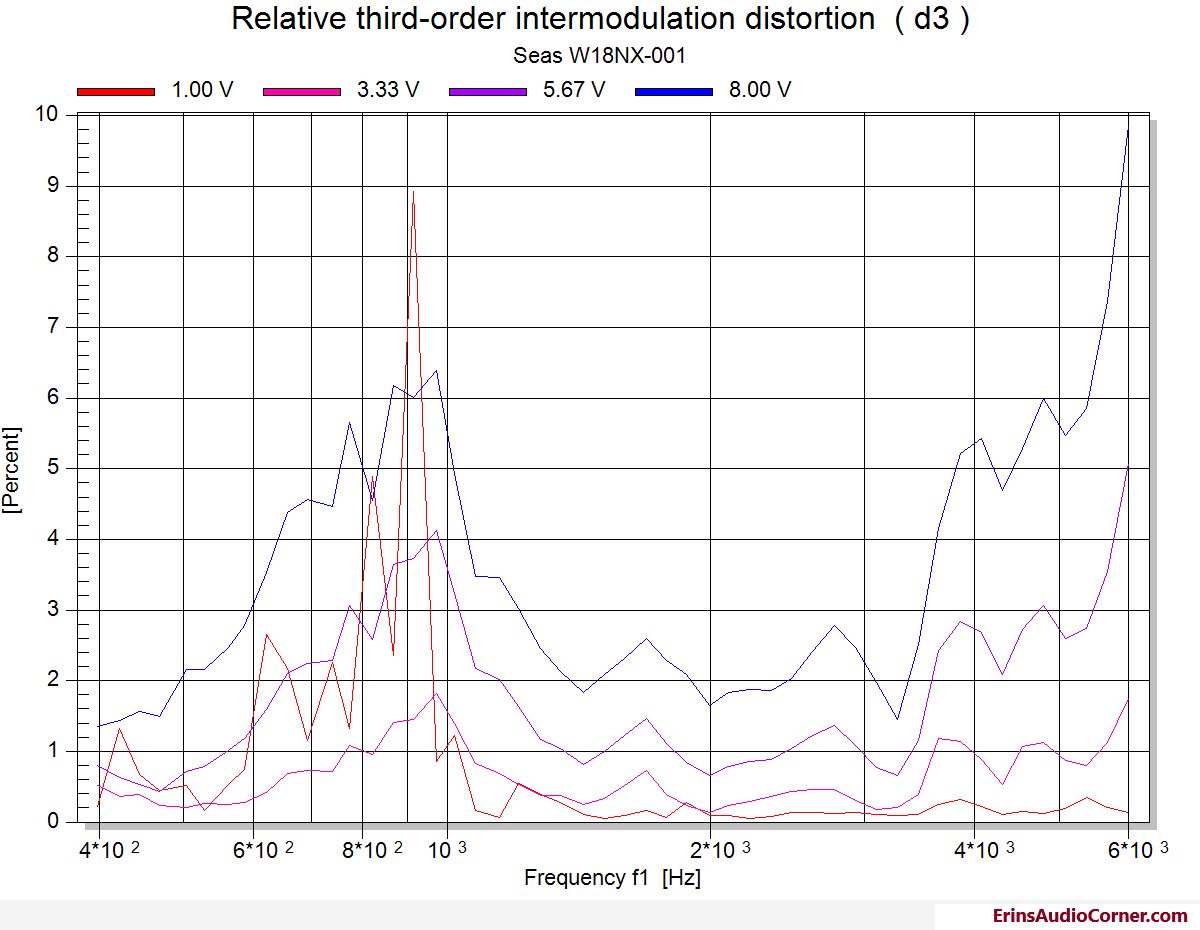 Relative third-order intermodulation distortion ( d3 )
Seas W18NX-001
1.00 V 3.33 V 5.67 V 8.00 V
10
9
8
7
6
5
4
3
2
1
0
[Percent]
4*10 2 6*10 2 8*10 2 10 3 2*10 3 4*10 3 6*10 3
Frequency f1 [Hz]
ErinsAudioCorner.com